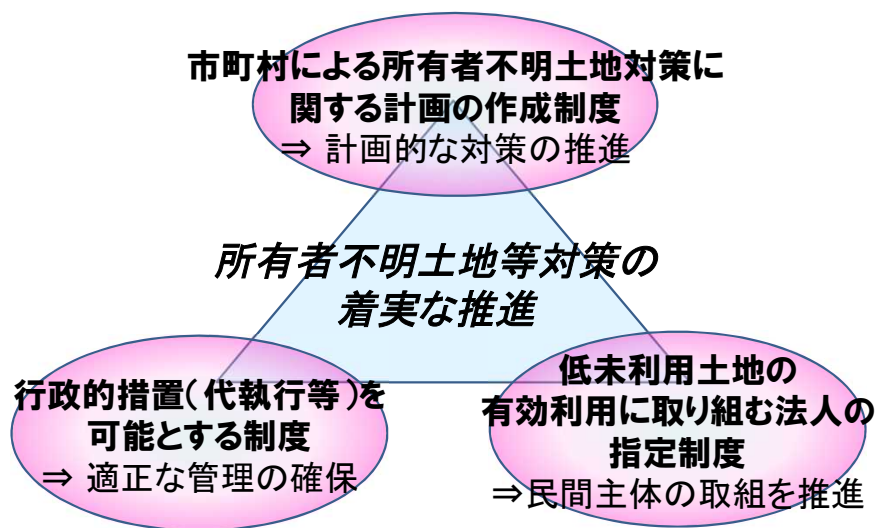 市町村による所有者不明土地対策に
関する計画の作成制度
⇒ 計画的な対策の推進
所有者不明土地等対策の
着実な推進
行政的措置(代執行等)を
可能とする制度
⇒ 適正な管理の確保
低未利用土地の
有効利用に取り組む法人の
指定制度
⇒民間主体の取組を推進